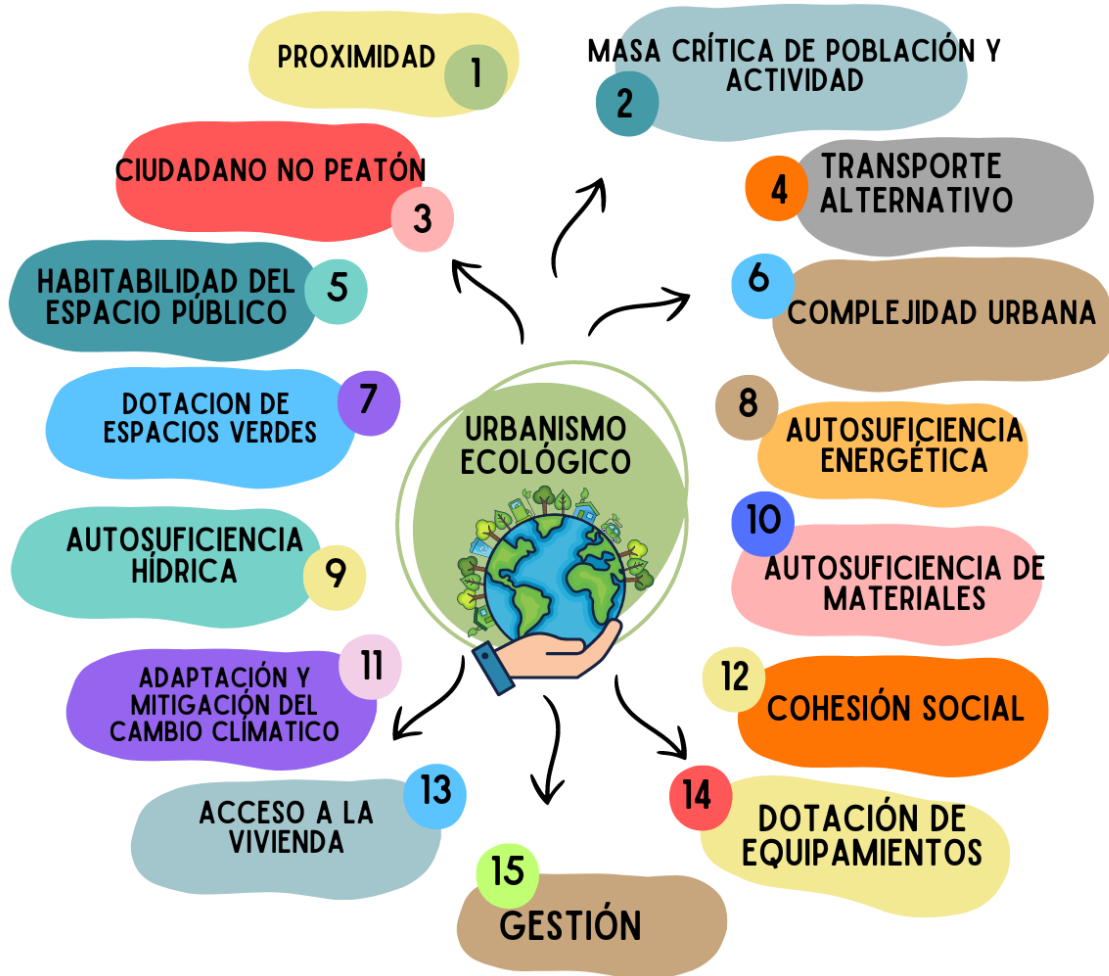 PROXIMIDAD
1
MASA CRÍTICA DE POBLACIÓN Y
ACTIVIDAD
2
CIUDADANO NO PEATÓN
3
4
TRANSPORTE
ALTERNATIVO
HABITABILIDAD DEL
ESPACIO PÚBLICO
5
6
COMPLEJIDAD URBANA
DOTACION DE
ESPACIOS VERDES
7
8
AUTOSUFICIENCIA
ENERGÉTICA
URBANISMO
ECOLÓGICO
AUTOSUFICIENCIA
HÍDRICA
9
10
AUTOSUFICIENCIA DE
MATERIALES
ADAPTACIÓN Y
MITIGACIÓN DEL
CAMBIO CLÍMATICO
11
12
COHESIÓN SOCIAL
ACCESO A LA
VIVIENDA
13
14
DOTACIÓN DE
EQUIPAMIENTOS
15
GESTIÓN